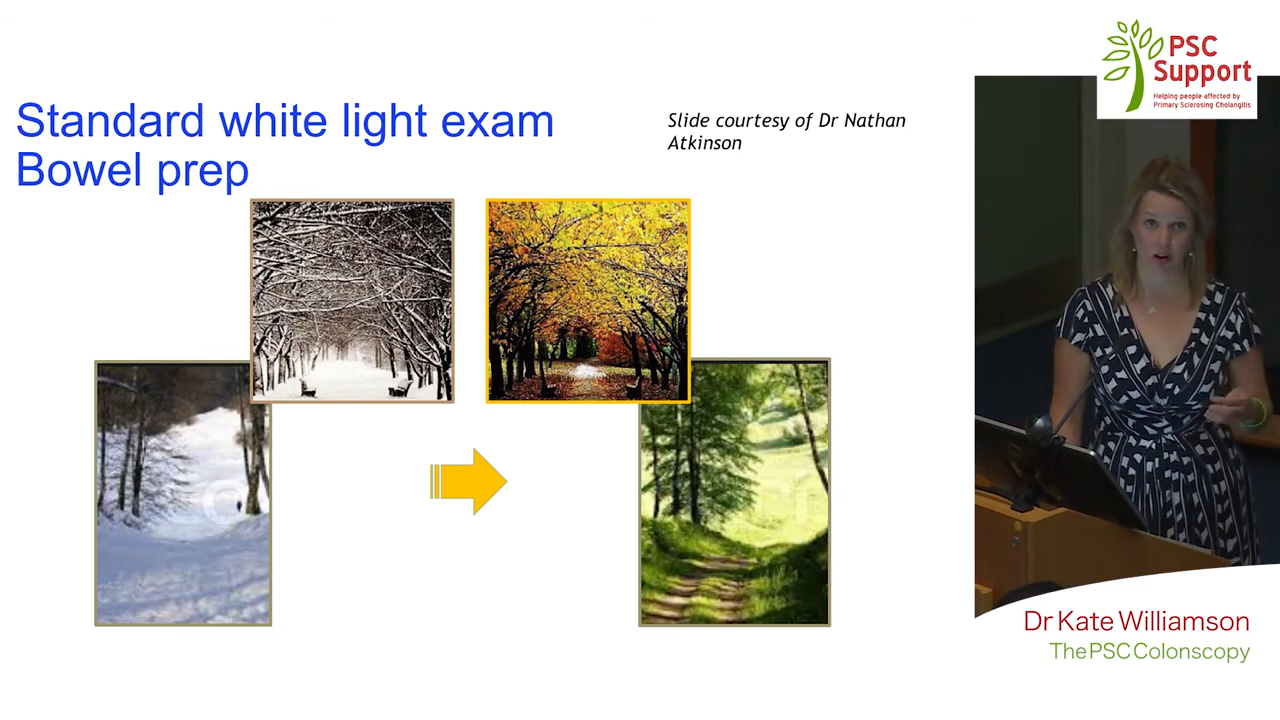 Standard white light exam
Bowel prep
Slide courtesy of Dr Nathan
Atkinson
PSC
Support
Helping people affected by
Primary Sclerosing Cholangitis
Dr Kate Williamson
The PSC Colonscopy